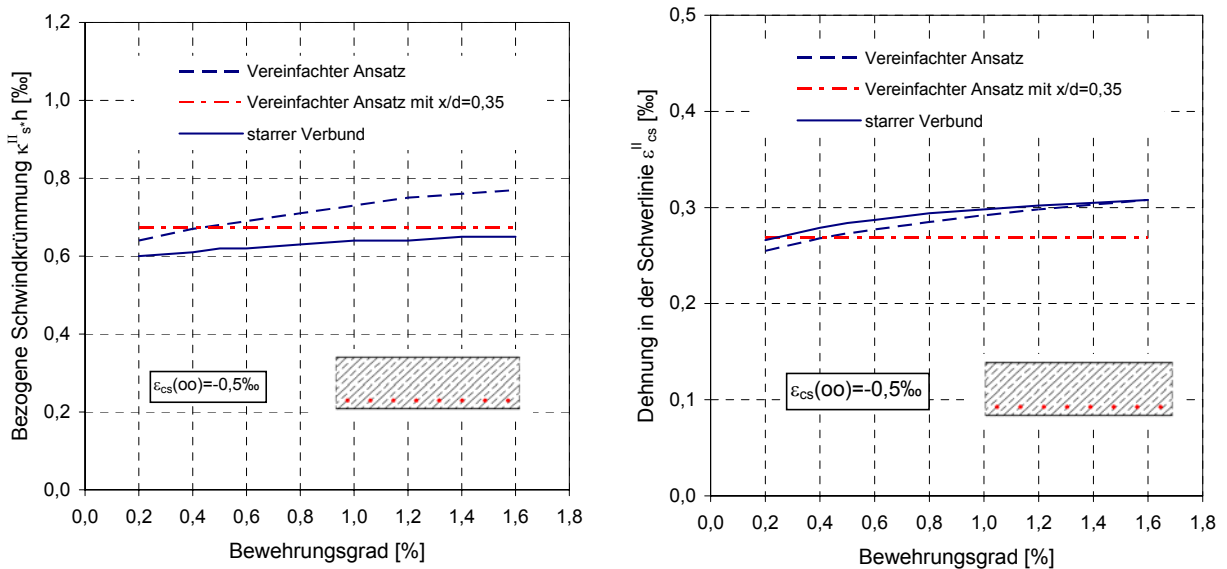 Bezogene Schwindkrümmung κ^II_s*h [‰]
1,2
1,0
0,8
0,6
0,4
0,2
0,0
Vereinfachter Ansatz
Vereinfachter Ansatz mit x/d=0,35
starrer Verbund
ε_cs(oo)=-0,5‰
0,0 0,2 0,4 0,6 0,8 1,0 1,2 1,4 1,6 1,8
Bewehrungsgrad [%]
Dehnung in der Schwerlinie ε^II_cs [‰]
0,5
0,4
0,3
0,2
0,1
0,0
Vereinfachter Ansatz
Vereinfachter Ansatz mit x/d=0,35
starrer Verbund
ε_cs(oo)=-0,5‰
0,0 0,2 0,4 0,6 0,8 1,0 1,2 1,4 1,6 1,8
Bewehrungsgrad [%]